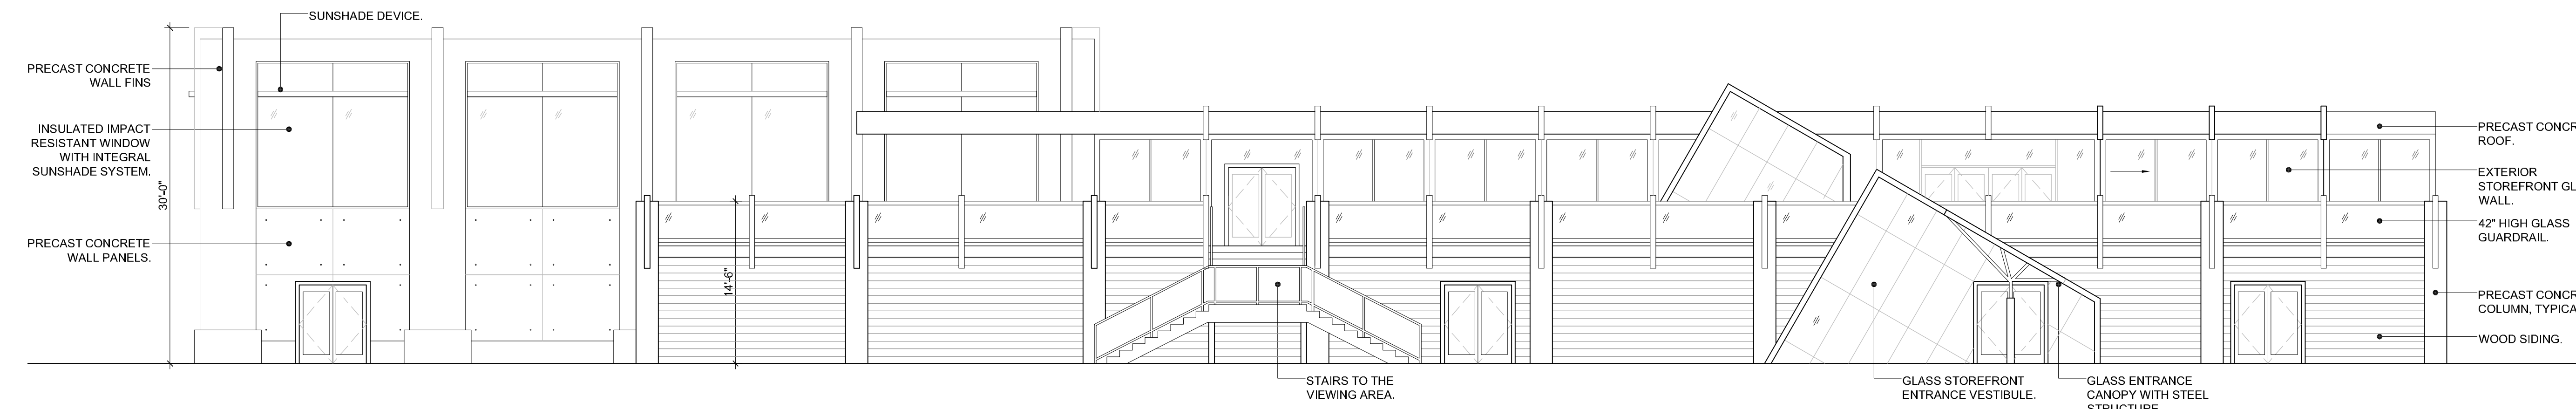 SUNSHADE DEVICE.
PRECAST CONCRETE
WALL FINS
INSULATED IMPACT
RESISTANT WINDOW
WITH INTEGRAL
SUNSHADE SYSTEM.
30'-0"
PRECAST CONCRETE
WALL PANELS.
14'-6"
STAIRS TO THE
VIEWING AREA.
GLASS STOREFRONT
ENTRANCE VESTIBULE.
GLASS ENTRANCE
CANOPY WITH STEEL
STRUCTURE
PRECAST CONCR
ROOF.
EXTERIOR
STOREFRONT GL
WALL.
42" HIGH GLASS
GUARDRAIL.
PRECAST CONCR
COLUMN, TYPICA
WOOD SIDING.